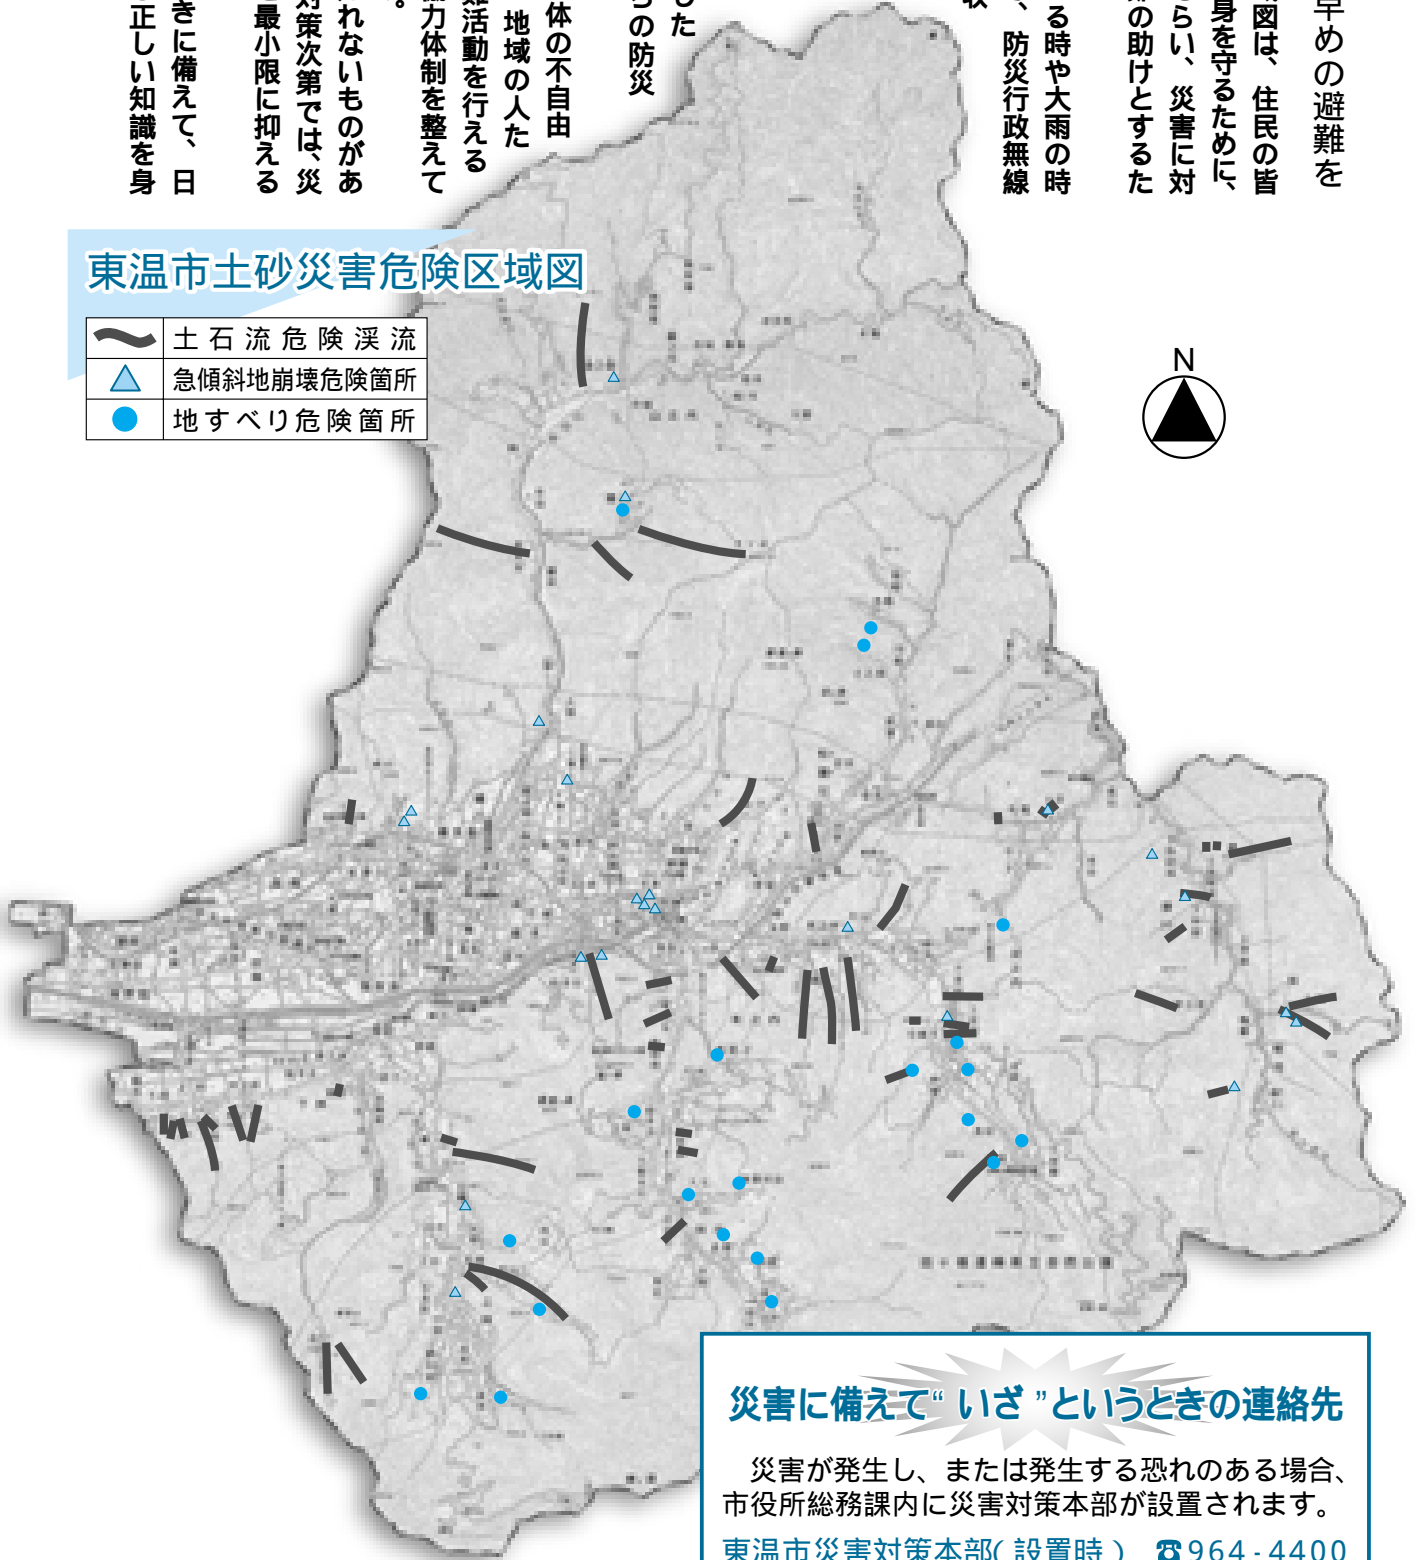 早めの避難を
図は、住民の皆
身を守るために、
らい、災害に対
の助けとするた
る時や大雨の時
、防災行政無線
した
の防災
体の不自由
地域の人た
難活動を行える
協力体制を整えて
。
れないものがあ
対策次第では、災
最小限に抑える
きに備えて、日
正しい知識を身
東温市土砂災害危険区域図
土石流危険渓流
急傾斜地崩壊危険箇所
地すべり危険箇所
N
災害に備えて“いざ”というときの連絡先
災害が発生し、または発生する恐れのある場合、
市役所総務課内に災害対策本部が設置されます。
東温市災害対策本部(設置時) ☎964-4400